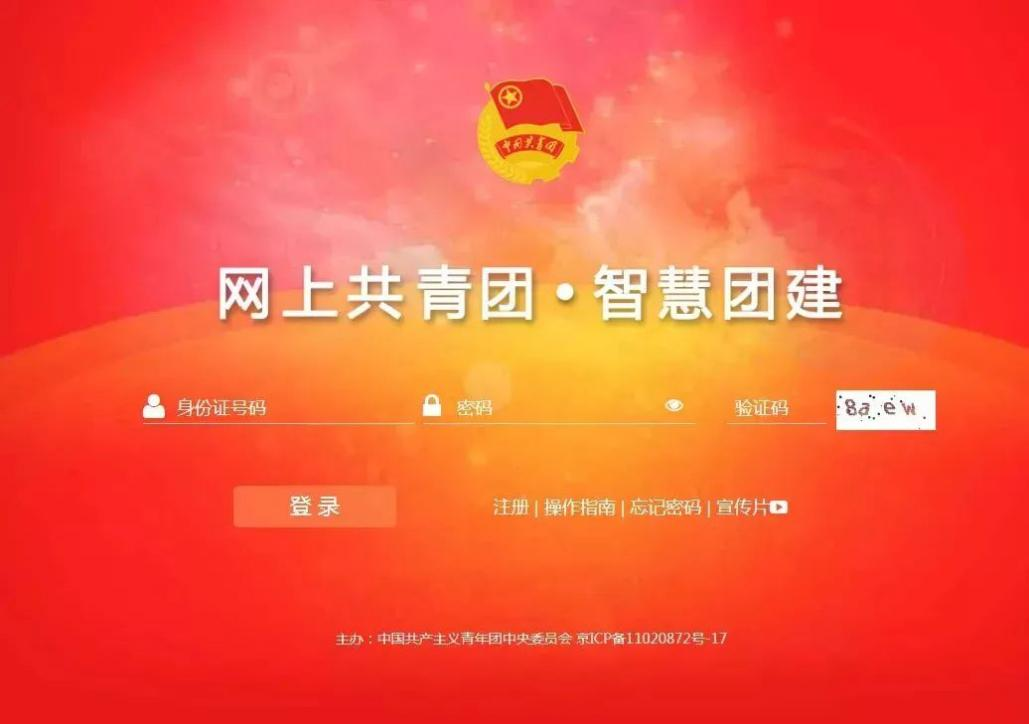 中国共青团
网上共青团·智慧团建
身份证号码 密码 验证码 8aew
登录 注册 | 操作指南 | 忘记密码 | 宣传片
主办：中国共产主义青年团中央委员会 京ICP备11020872号-17